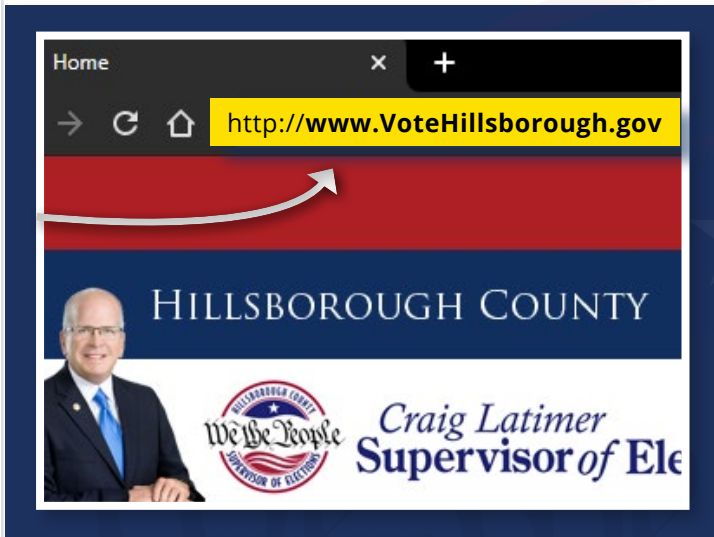 Home
http://www.VoteHillsborough.gov
HILLSBOROUGH COUNTY
HILLSBOROUGH COUNTY
We The People
SUPERVISOR OF ELECTIONS
Craig Latimer
Supervisor of Ele